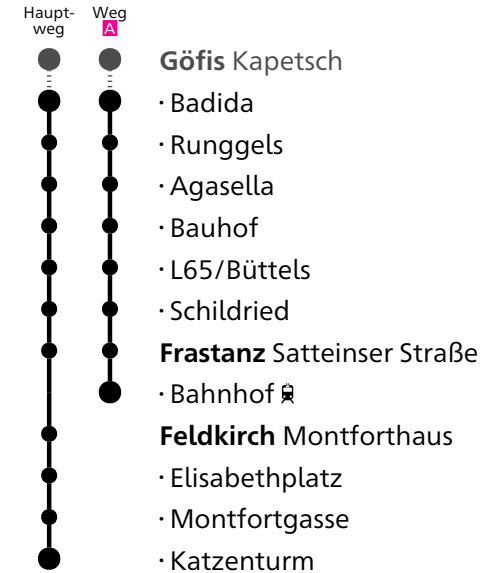 Haupt-
weg
Weg
A
Göfis Kapetsch
· Badida
· Runggels
· Agasella
· Bauhof
· L65/Büttels
· Schildried
Frastanz Satteinser Straße
· Bahnhof
Feldkirch Montforthaus
· Elisabethplatz
· Montfortgasse
· Katzenturm